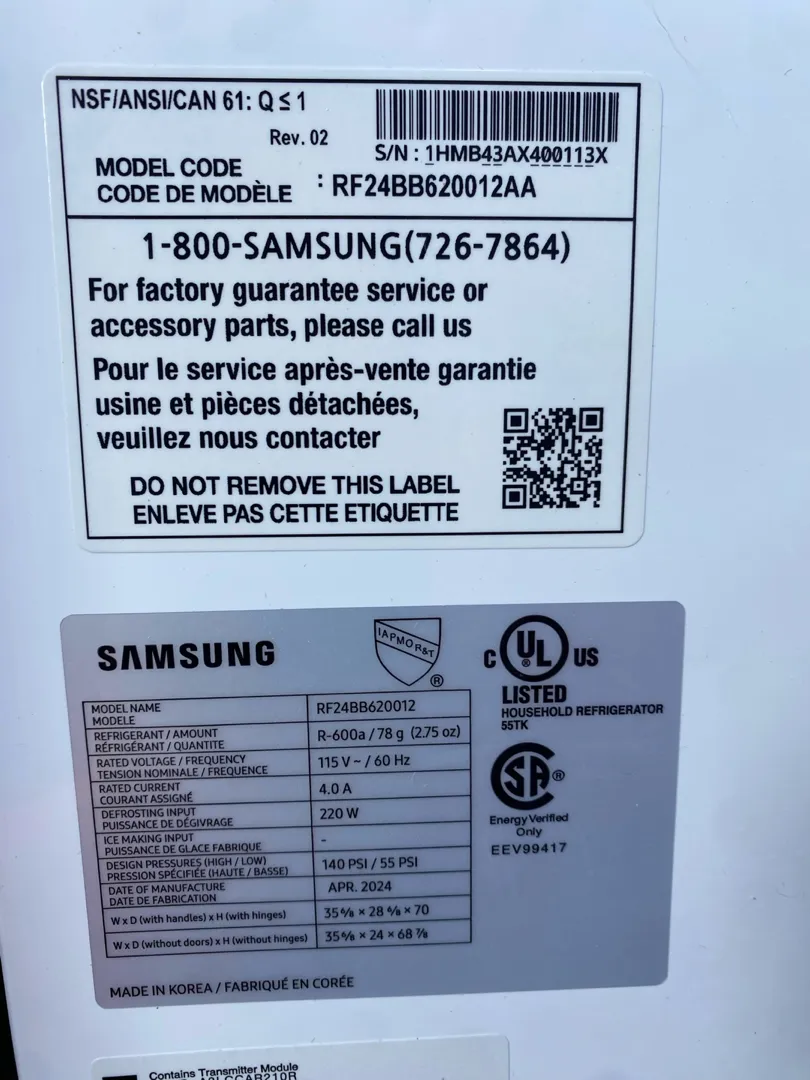 NSF/ANSI/CAN 61: Q ≤ 1
Rev. 02
S/N : 1HMB43AX400113X
MODEL CODE
CODE DE MODÈLE : RF24BB620012AA
1-800-SAMSUNG(726-7864)
For factory guarantee service or
accessory parts, please call us
Pour le service après-vente garantie
usine et pièces détachées,
veuillez nous contacter
DO NOT REMOVE THIS LABEL
ENLEVE PAS CETTE ETIQUETTE
SAMSUNG
IAPMO R&T
®
C UL ® US
LISTED
HOUSEHOLD REFRIGERATOR
55TK
SA ®
Energy Verified
Only
EEV99417
MODEL NAME
MODELE
RF24BB620012
REFRIGERANT / AMOUNT
RÉFRIGÉRANT / QUANTITE
R-600a / 78 g (2.75 oz)
RATED VOLTAGE / FREQUENCY
TENSION NOMINALE / FREQUENCE
115 V ~ / 60 Hz
RATED CURRENT
COURANT ASSIGNÉ
4.0 A
DEFROSTING INPUT
PUISSANCE DE DÉGIVRAGE
220 W
ICE MAKING INPUT
PUISSANCE DE GLACE FABRIQUE
-
DESIGN PRESSURES (HIGH / LOW)
PRESSION SPÉCIFIÉE (HAUTE / BASSE)
140 PSI / 55 PSI
DATE OF MANUFACTURE
DATE DE FABRICATION
APR. 2024
W x D (with handles) x H (with hinges)
35 6/8 × 28 6/8 × 70
W x D (without doors) x H (without hinges)
35 6/8 × 24 × 68 7/8
MADE IN KOREA / FABRIQUÉ EN CORÉE
Contains Transmitter Module